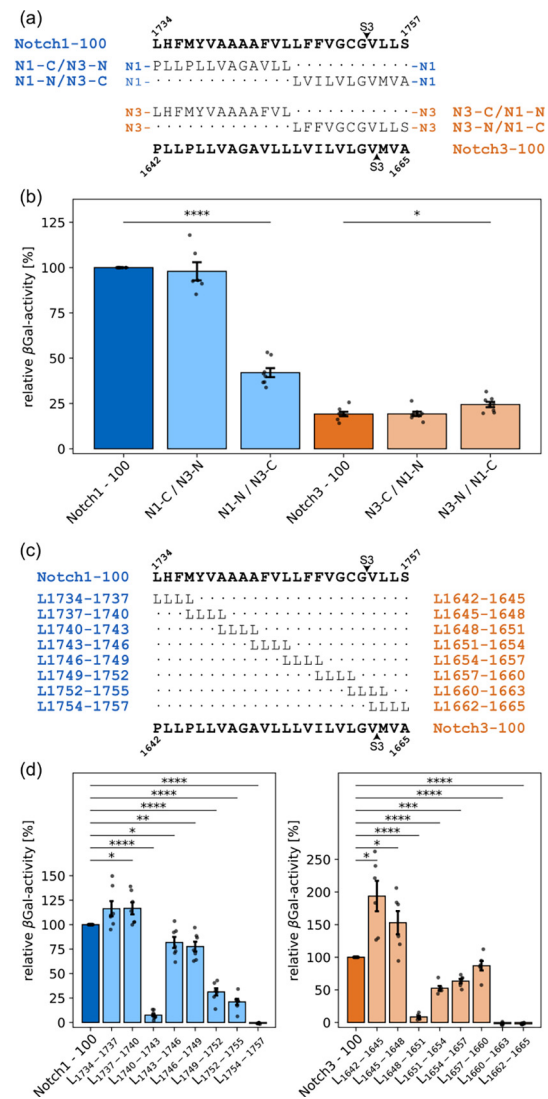 (a)
1734 S3 1757
Notch1-100 LHFMYVAAAAFVLLFFVGCGVLLS
N1-C/N3-N N1-PLLPLLVAGAVLL···········-N1
N1-N/N3-C N1-·············LVILVLGVMVA-N1
N3-LHFMYVAAAAFVL···········-N3 N3-C/N1-N
N3-·············LFFVGCGVLLS-N3 N3-N/N1-C
PLLPLLVAGAVLLLVILVLGVMVA Notch3-100
1642 S3 1665
(b)
relative βGal-activity [%]
125
100
75
50
25
0
**** *
Notch1 - 100
N1-C / N3-N
N1-N / N3-C
Notch3 - 100
N3-C / N1-N
N3-N / N1-C
(c)
1734 S3 1757
Notch1-100 LHFMYVAAAAFVLLFFVGCGVLLS
L1734-1737 LLLL···················· L1642-1645
L1737-1740 ···LLLL················· L1645-1648
L1740-1743 ······LLLL·············· L1648-1651
L1743-1746 ·········LLLL··········· L1651-1654
L1746-1749 ············LLLL········ L1654-1657
L1749-1752 ···············LLLL····· L1657-1660
L1752-1755 ··················LLLL·· L1660-1663
L1754-1757 ····················LLLL L1662-1665
PLLPLLVAGAVLLLVILVLGVMVA Notch3-100
1642 S3 1665
(d)
relative βGal-activity [%]
150
125
100
75
50
25
0
****
****
****
**
*
****
*
Notch1 - 100
L1734-1737
L1737-1740
L1740-1743
L1743-1746
L1746-1749
L1749-1752
L1752-1755
L1754-1757
relative βGal-activity [%]
250
200
150
100
50
0
****
****
***
****
****
*
*
Notch3 - 100
L1642-1645
L1645-1648
L1648-1651
L1651-1654
L1654-1657
L1657-1660
L1660-1663
L1662-1665